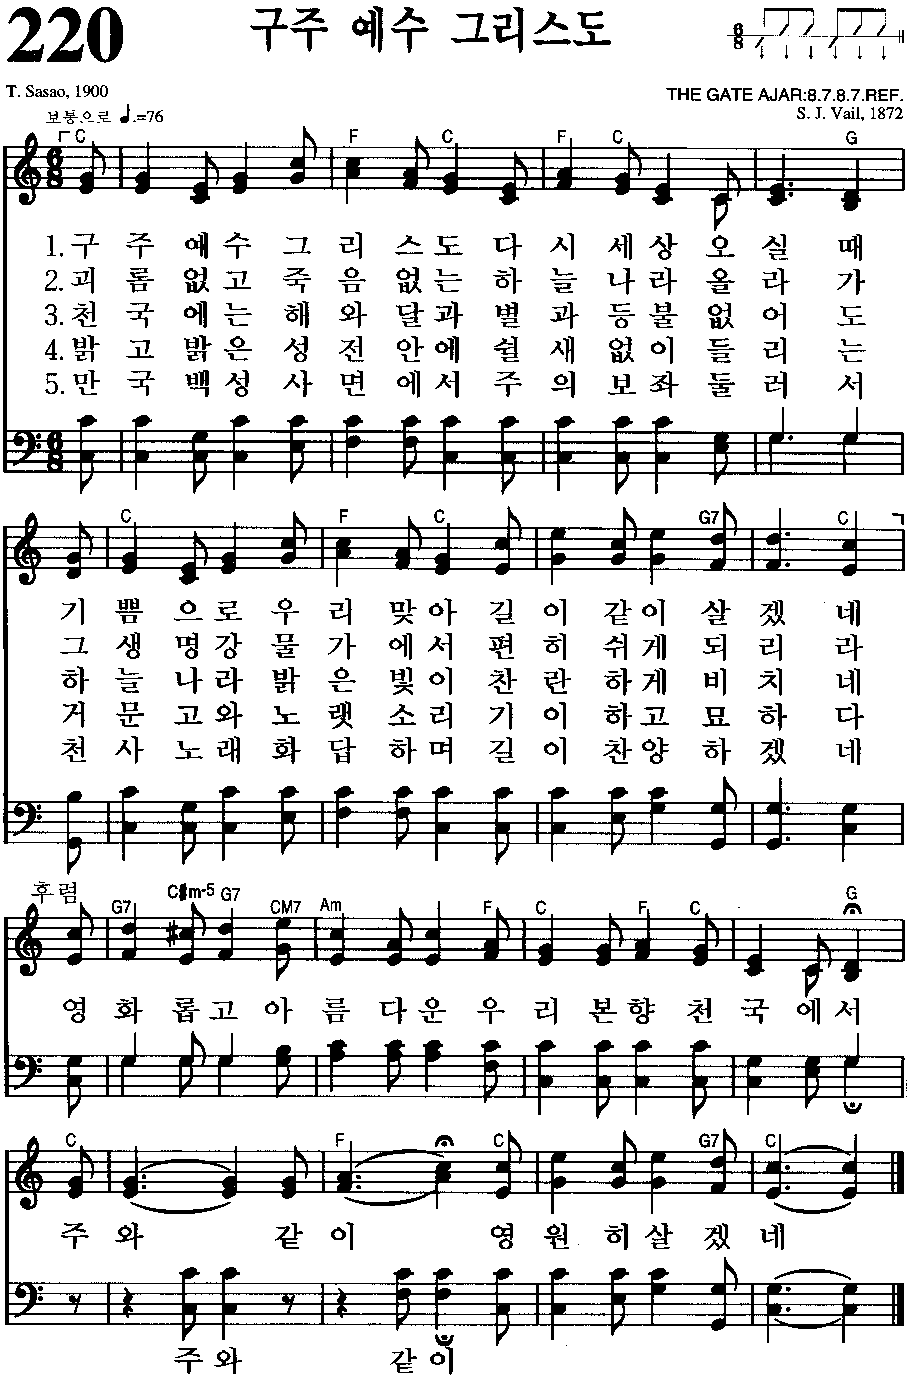 220 구주 예수 그리스도
T. Sasao, 1900
THE GATE AJAR:8.7.8.7.REF.
보통으로 ♩.=76
S. J. Vail, 1872
C F C F C G
1.구 주 예 수 그 리 스 도 다 시 세 상 오 실 때
2.괴 롬 없 고 죽 음 없 는 하 늘 나 라 올 라 가
3.천 국 에 는 해 와 달 과 별 과 등 불 없 어 도
4.밝 고 밝 은 성 전 안 에 쉴 새 없 이 들 리 는
5.만 국 백 성 사 면 에 서 주 의 보 좌 둘 러 서
C F C G7 C
기 쁨 으 로 우 리 맞 아 길 이 같 이 살 겠 네
그 생 명 강 물 가 에 서 편 히 쉬 게 되 리 라
하 늘 나 라 밝 은 빛 이 찬 란 하 게 비 치 네
거 문 고 와 노 랫 소 리 기 이 하 고 묘 하 다
천 사 노 래 화 답 하 며 길 이 찬 양 하 겠 네
후렴
G7 C#m-5 G7 CM7 Am F C F C G
영 화 롭 고 아 름 다 운 우 리 본 향 천 국 에 서
C F C G7 C
주 와 같 이 영 원 히 살 겠 네
주 와 같 이